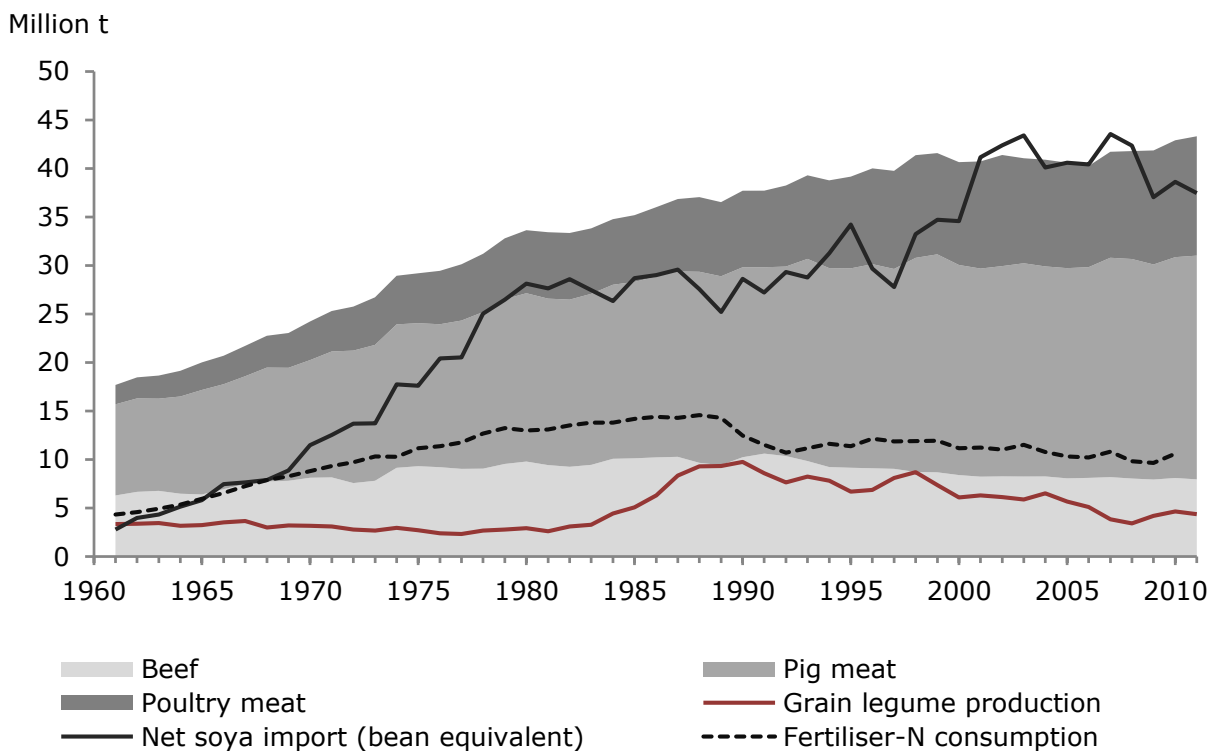 Million t
50
45
40
35
30
25
20
15
10
5
0
1960 1965 1970 1975 1980 1985 1990 1995 2000 2005 2010
Beef Pig meat
Poultry meat Grain legume production
Net soya import (bean equivalent) Fertiliser-N consumption